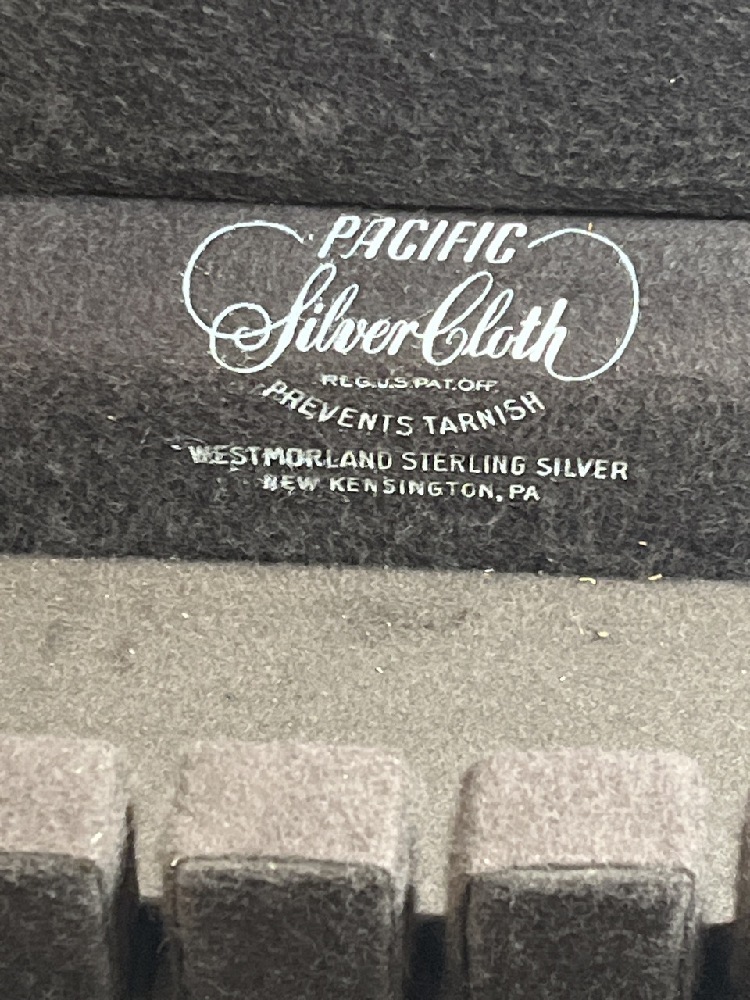 PACIFIC
Silver Cloth
REG.U.S.PAT.OFF
PREVENTS TARNISH
WESTMORLAND STERLING SILVER
NEW KENSINGTON, PA